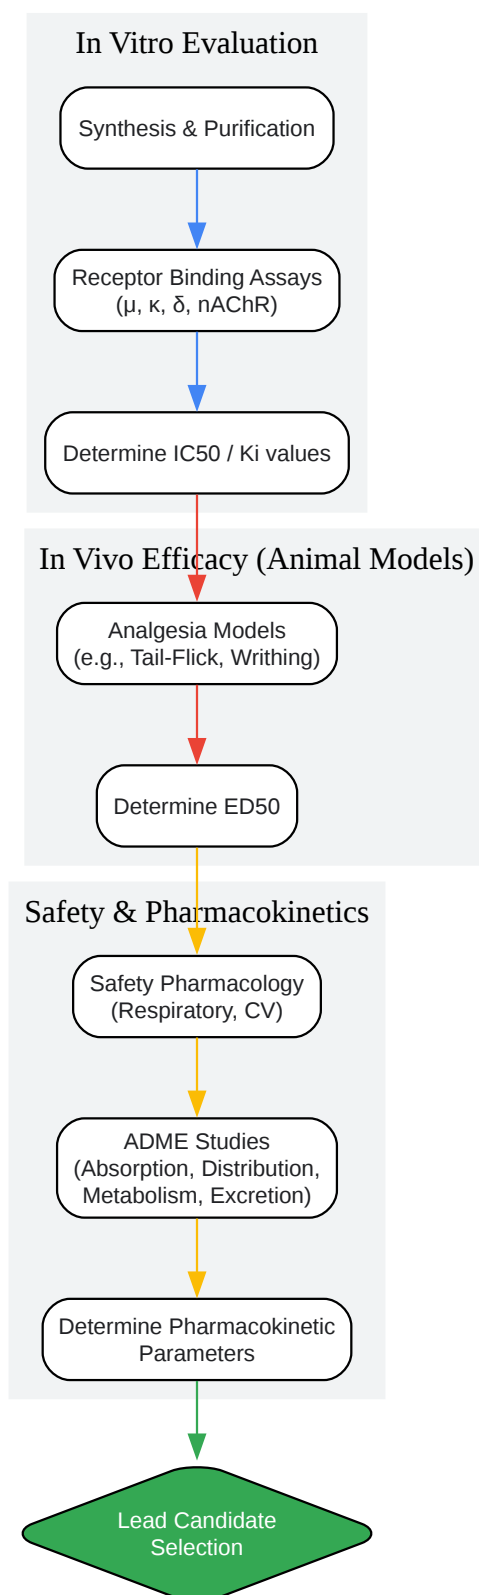 In Vitro Evaluation
Synthesis & Purification
Receptor Binding Assays
(μ, κ, δ, nAChR)
Determine IC50 / Ki values
In Vivo Efficacy (Animal Models)
Analgesia Models
(e.g., Tail-Flick, Writhing)
Determine ED50
Safety & Pharmacokinetics
Safety Pharmacology
(Respiratory, CV)
ADME Studies
(Absorption, Distribution,
Metabolism, Excretion)
Determine Pharmacokinetic
Parameters
Lead Candidate
Selection